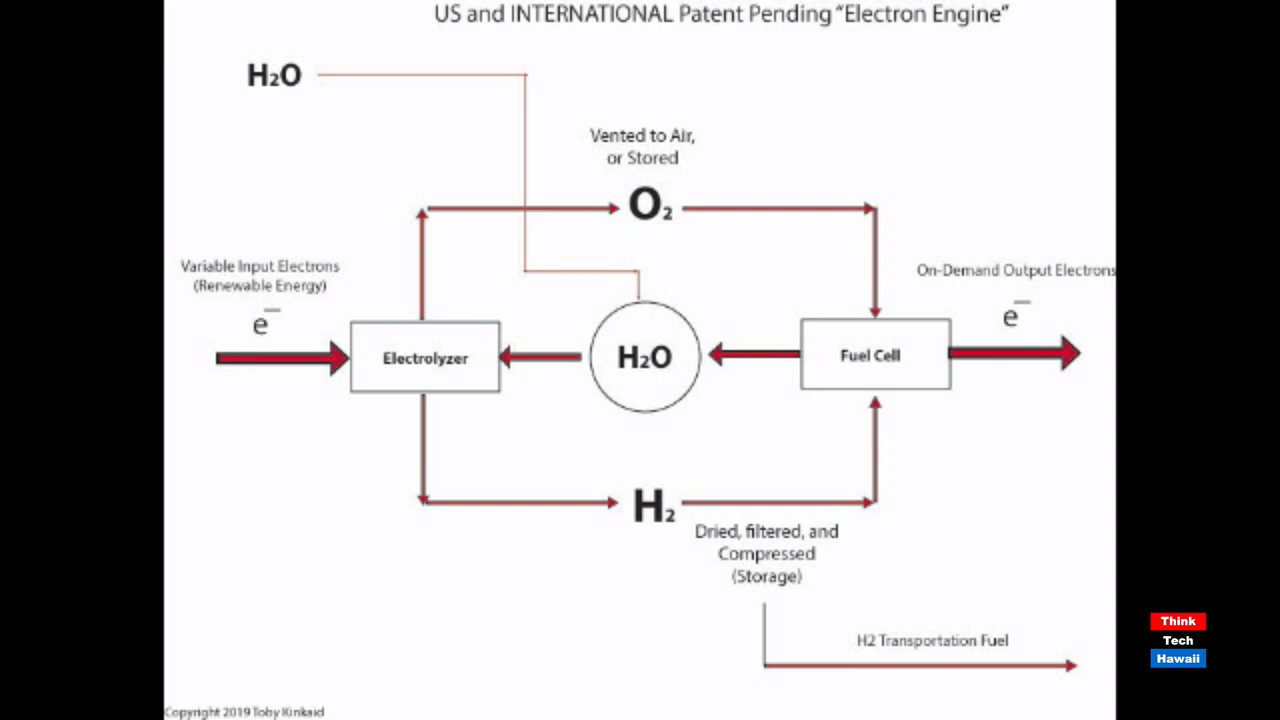 US and INTERNATIONAL Patent Pending "Electron Engine"
H₂O
Vented to Air,
or Stored
O₂
Variable Input Electrons
(Renewable Energy)
e⁻
On-Demand Output Electrons
e⁻
Electrolyzer
H₂O
Fuel Cell
H₂
Dried, filtered, and
Compressed
(Storage)
H2 Transportation Fuel
Think
Tech
Hawaii
Copyright 2019 Toby Kinkaid